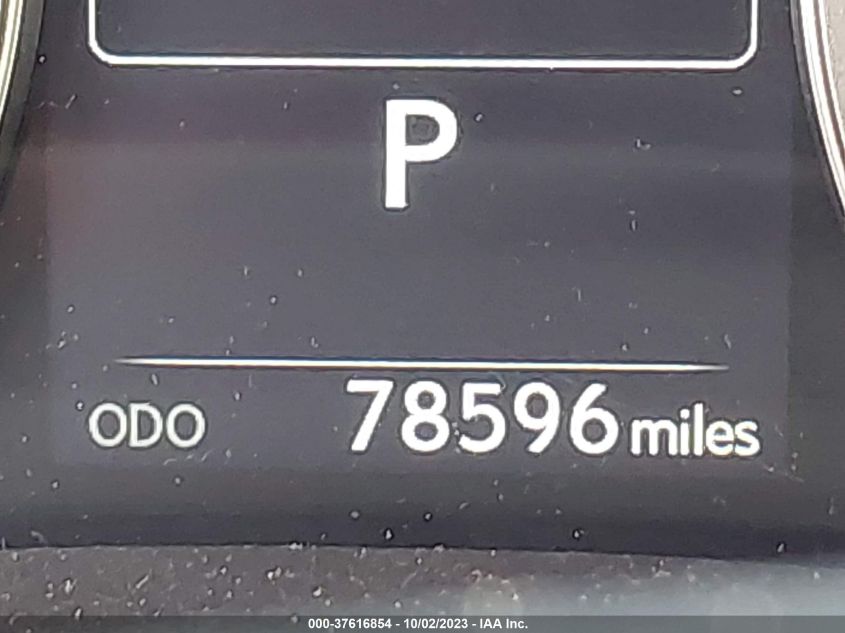 P
ODO 78596 miles
000-37616854 - 10/02/2023 - IAA Inc.